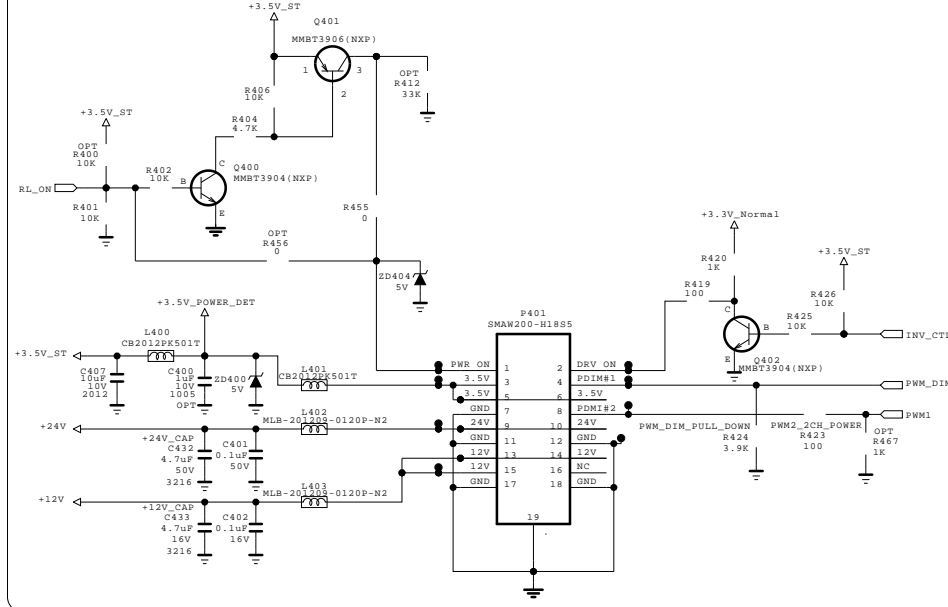 +3.5V_ST
Q401
MMBT3906(NXP)
1
3
2
OPT
R412
33K
R406
10K
R404
4.7K
+3.5V_ST
OPT
R400
10K
RL_ON
R402
10K
B
C
E
Q400
MMBT3904(NXP)
R401
10K
R455
0
OPT
R456
0
ZD404
5V
+3.3V_Normal
R420
1K
+3.5V_ST
R419
100
R426
10K
C
B
E
R425
10K
INV_CTL
Q402
MMBT3904(NXP)
+3.5V_POWER_DET
L400
CB2012PK501T
+3.5V_ST
C407
10uF
10V
2012
C400
1uF
10V
1005
OPT
ZD400
5V
L401
CB2012PK501T
P401
SMAW200-H18S5
PWR ON 1 2 DRV ON
3.5V 3 4 PDIM#1
3.5V 5 6 3.5V
GND 7 8 PDMI#2
24V 9 10 24V
GND 11 12 GND
12V 13 14 12V
12V 15 16 NC
GND 17 18 GND
19
.
PWM_DIM
PWM1
PWM_DIM_PULL_DOWN
R424
3.9K
PWM2_2CH_POWER
R423
100
OPT
R467
1K
L402
MLB-201209-0120P-N2
+24V
+24V_CAP
C432
4.7uF
50V
3216
C401
0.1uF
50V
L403
MLB-201209-0120P-N2
+12V
+12V_CAP
C433
4.7uF
16V
3216
C402
0.1uF
16V